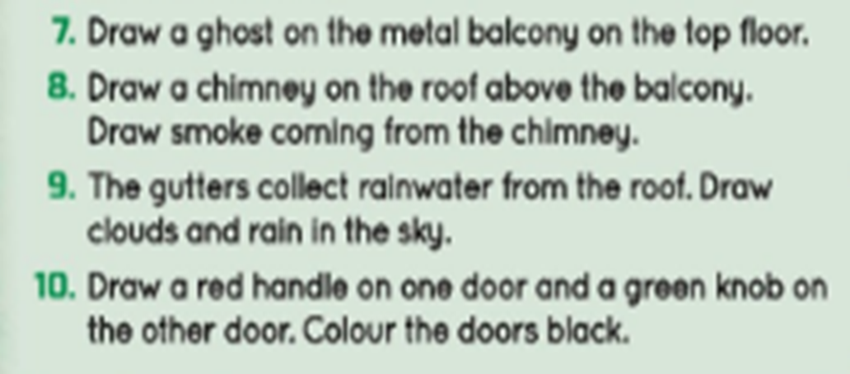 7. Draw a ghost on the metal balcony on the top floor.
8. Draw a chimney on the roof above the balcony.
Draw smoke coming from the chimney.
9. The gutters collect rainwater from the roof. Draw
clouds and rain in the sky.
10. Draw a red handle on one door and a green knob on
the other door. Colour the doors black.